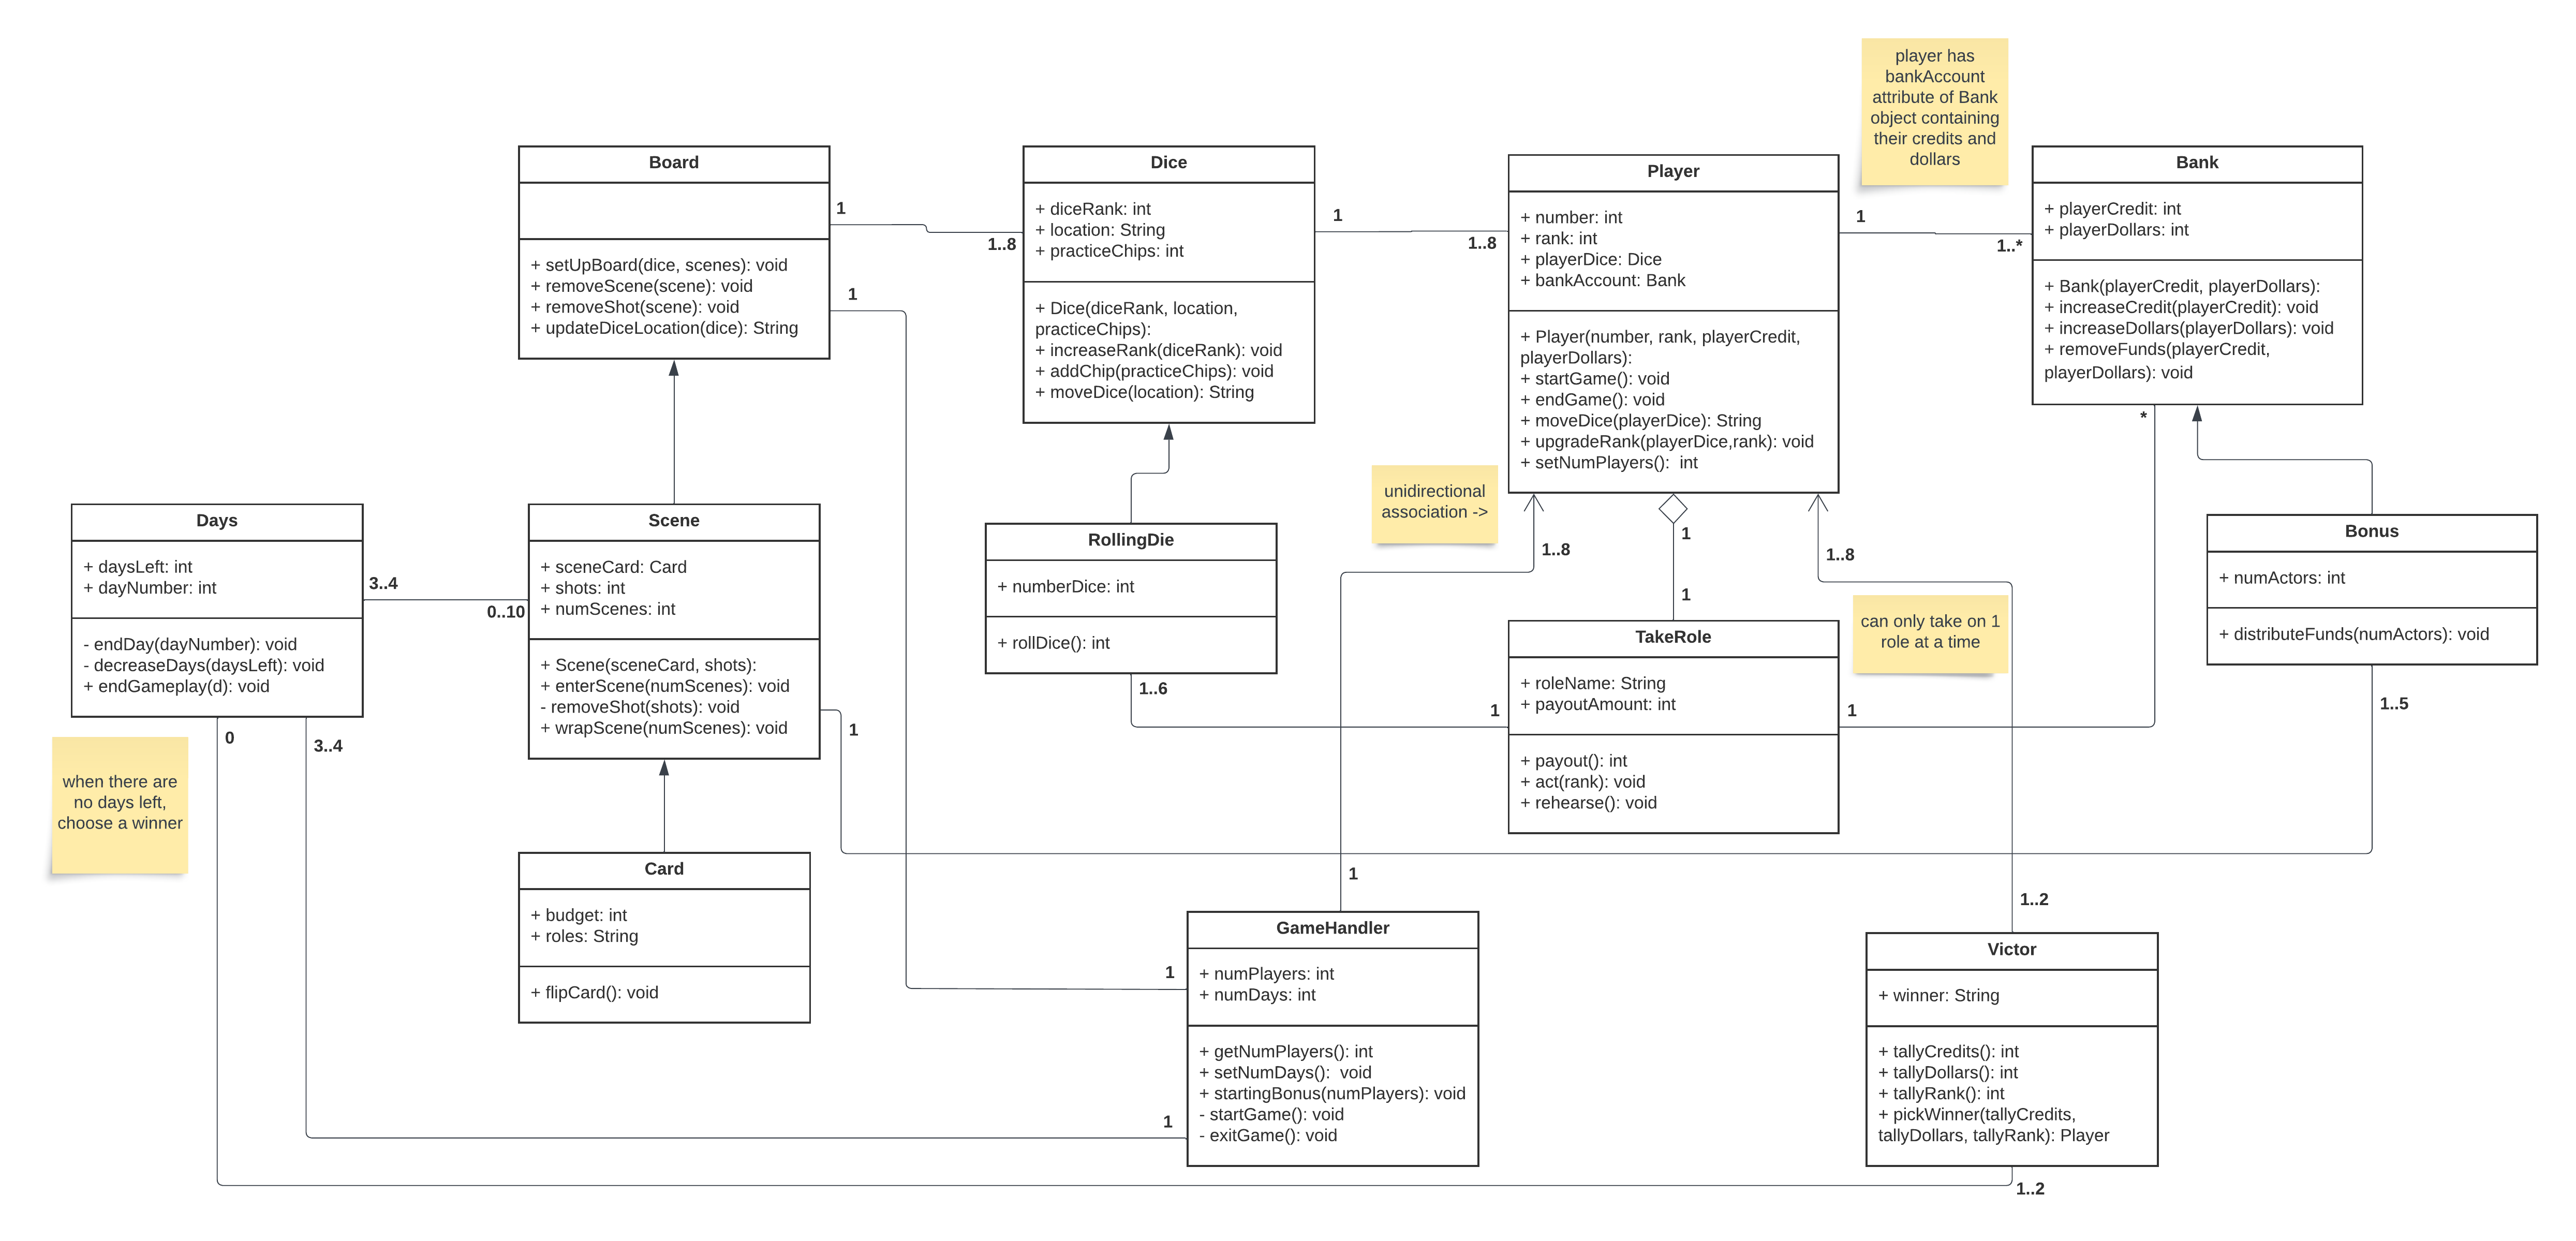 player has
bankAccount
attribute of Bank
object containing
their credits and
dollars
Board
+ setUpBoard(dice, scenes): void
+ removeScene(scene): void
+ removeShot(scene): void
+ updateDiceLocation(dice): String
1
1..8
1
Dice
+ diceRank: int
+ location: String
+ practiceChips: int
+ Dice(diceRank, location,
practiceChips):
+ increaseRank(diceRank): void
+ addChip(practiceChips): void
+ moveDice(location): String
1
1..8
Player
+ number: int
+ rank: int
+ playerDice: Dice
+ bankAccount: Bank
+ Player(number, rank, playerCredit,
playerDollars):
+ startGame(): void
+ endGame(): void
+ moveDice(playerDice): String
+ upgradeRank(playerDice,rank): void
+ setNumPlayers():  int
1
1..*
Bank
+ playerCredit: int
+ playerDollars: int
+ Bank(playerCredit, playerDollars):
+ increaseCredit(playerCredit): void
+ increaseDollars(playerDollars): void
+ removeFunds(playerCredit,
playerDollars): void
*
unidirectional
association ->
1..8
1
1
1..8
Days
+ daysLeft: int
+ dayNumber: int
- endDay(dayNumber): void
- decreaseDays(daysLeft): void
+ endGameplay(d): void
3..4
0..10
0
3..4
Scene
+ sceneCard: Card
+ shots: int
+ numScenes: int
+ Scene(sceneCard, shots):
+ enterScene(numScenes): void
- removeShot(shots): void
+ wrapScene(numScenes): void
1
RollingDie
+ numberDice: int
+ rollDice(): int
1..6
1
TakeRole
+ roleName: String
+ payoutAmount: int
+ payout(): int
+ act(rank): void
+ rehearse(): void
1
can only take on 1
role at a time
Bonus
+ numActors: int
+ distributeFunds(numActors): void
1..5
when there are
no days left,
choose a winner
Card
+ budget: int
+ roles: String
+ flipCard(): void
1
1
1
GameHandler
+ numPlayers: int
+ numDays: int
+ getNumPlayers(): int
+ setNumDays():  void
+ startingBonus(numPlayers): void
- startGame(): void
- exitGame(): void
1..2
Victor
+ winner: String
+ tallyCredits(): int
+ tallyDollars(): int
+ tallyRank(): int
+ pickWinner(tallyCredits,
tallyDollars, tallyRank): Player
1..2